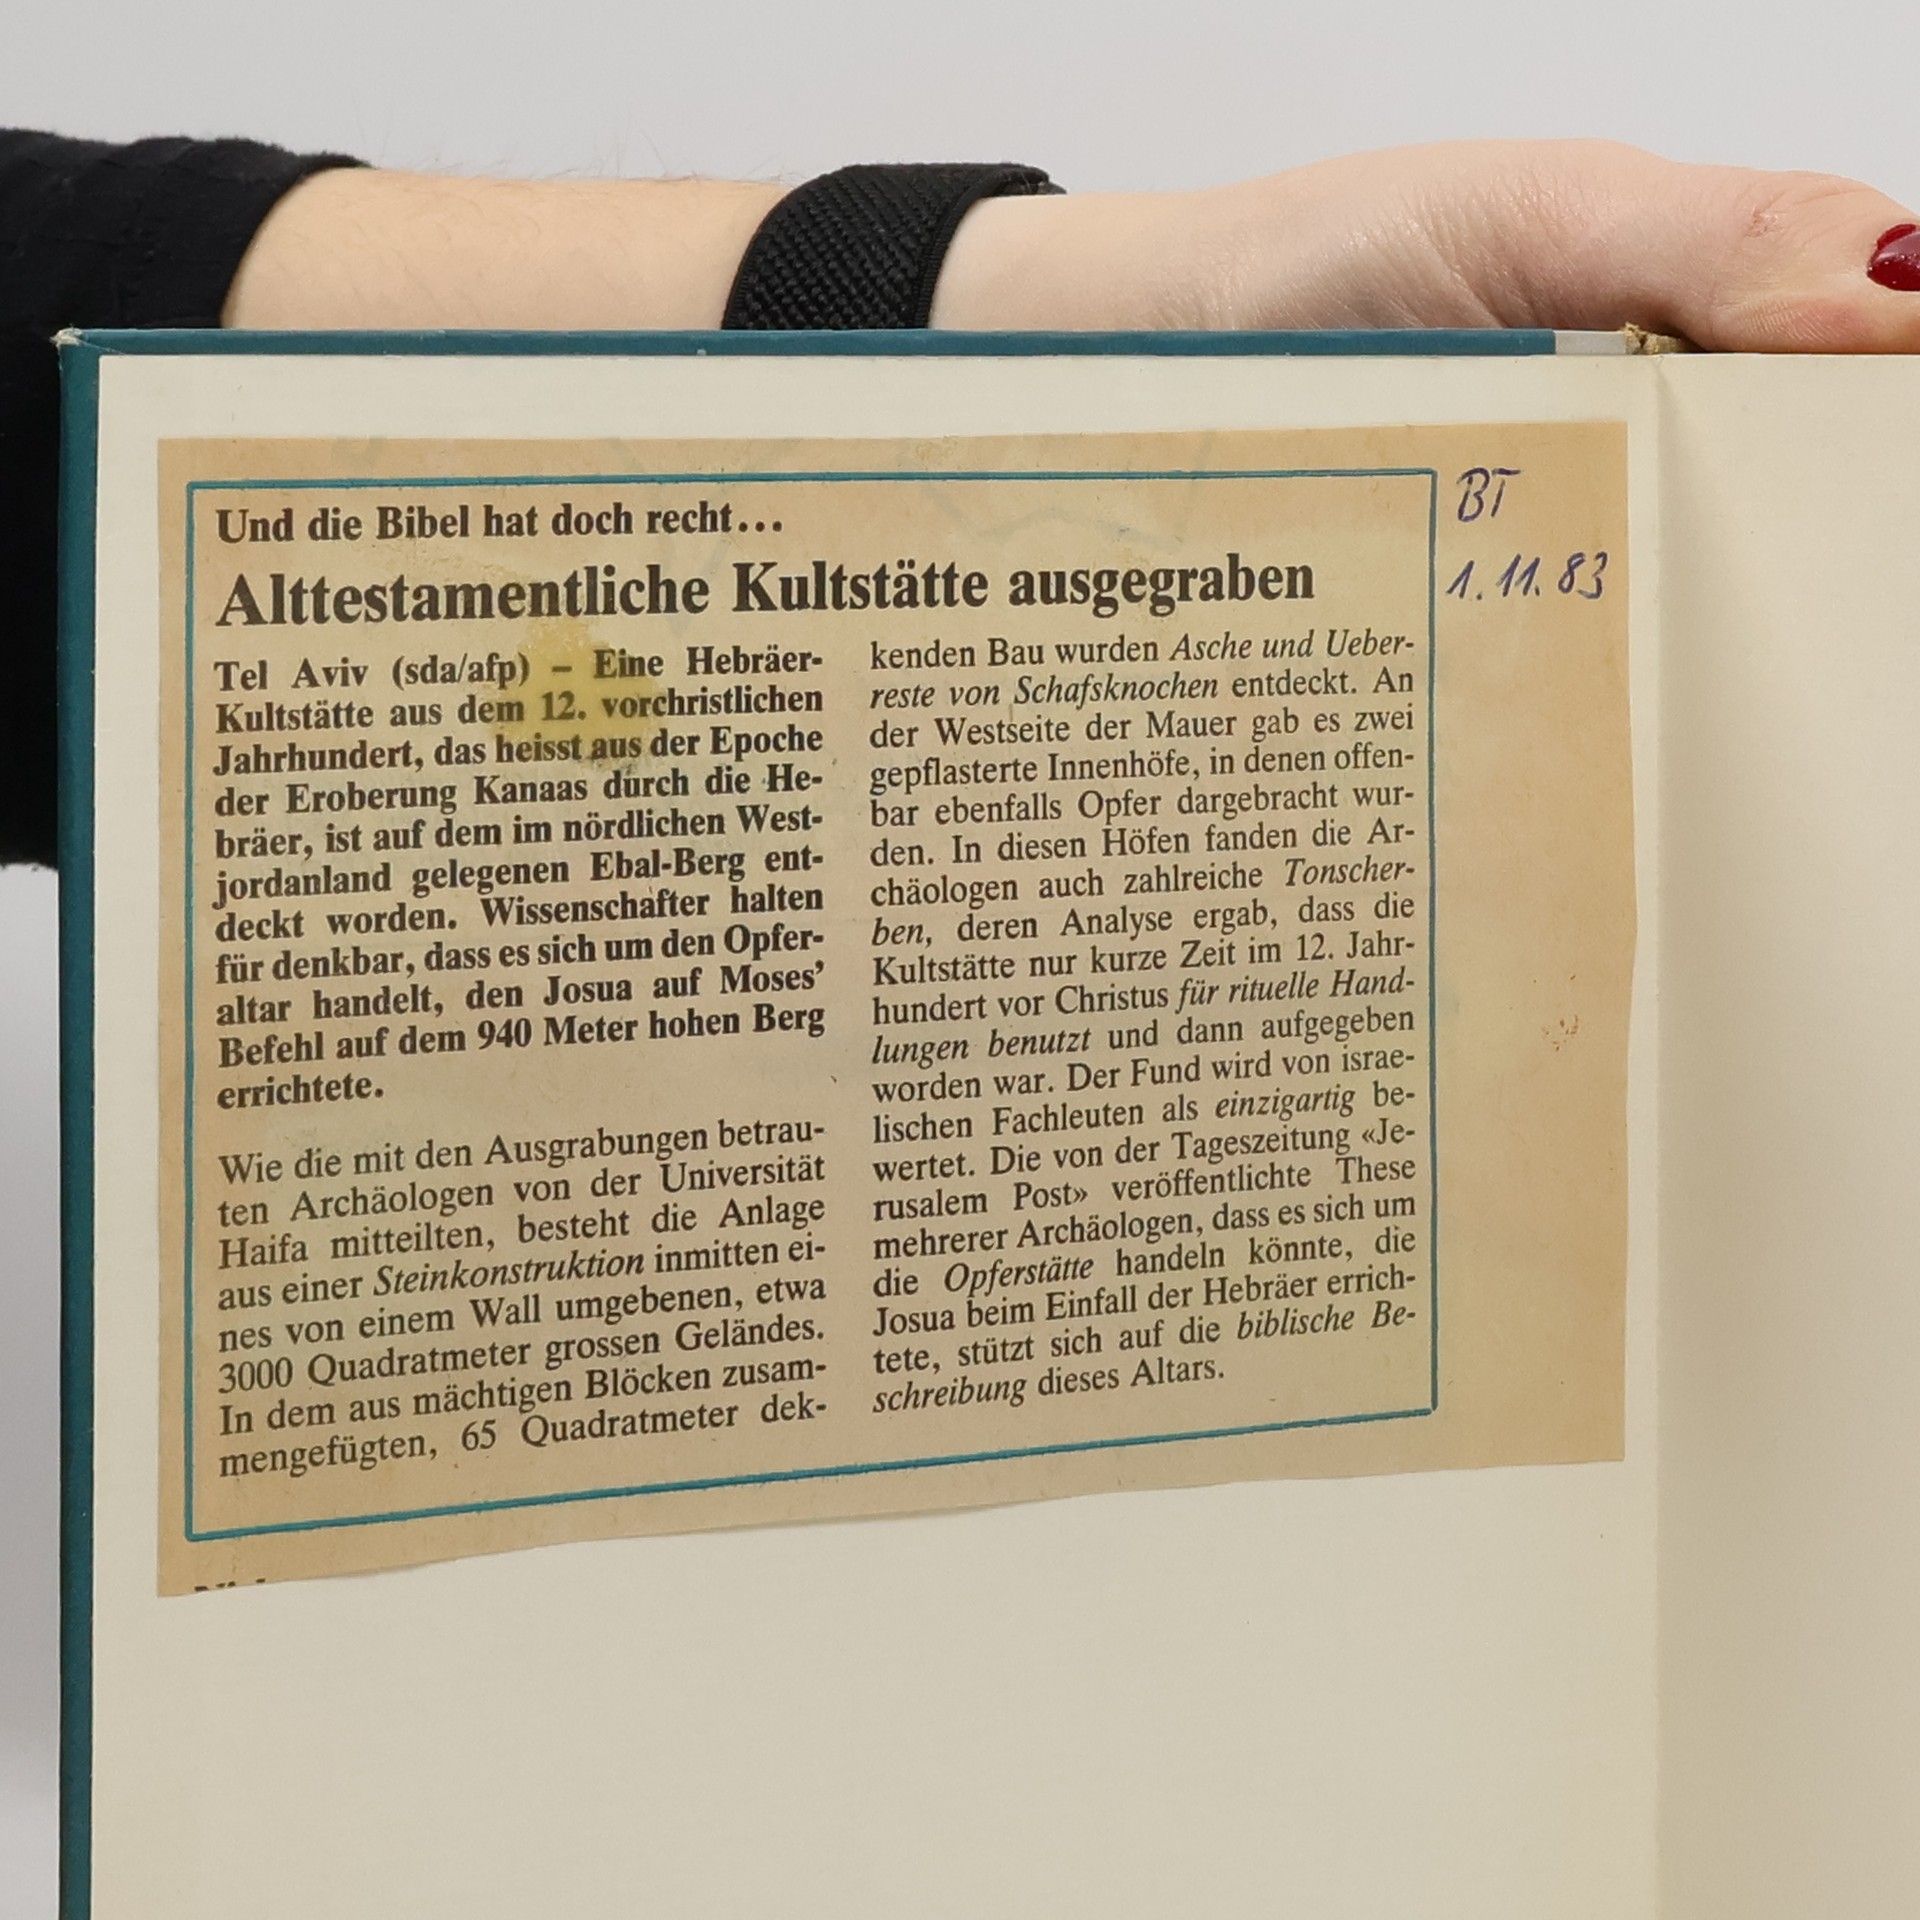 Und die Bibel hat doch recht...
Alttestamentliche Kultstätte ausgegraben
Tel Aviv (sda/afp) – Eine Hebräer-
Kultstätte aus dem 12. vorchristlichen
Jahrhundert, das heisst aus der Epoche
der Eroberung Kanaas durch die He-
bräer, ist auf dem im nördlichen West-
jordanland gelegenen Ebal-Berg ent-
deckt worden. Wissenschafter halten
für denkbar, dass es sich um den Opfer-
altar handelt, den Josua auf Moses'
Befehl auf dem 940 Meter hohen Berg
errichtete.
Wie die mit den Ausgrabungen betrau-
ten Archäologen von der Universität
Haifa mitteilten, besteht die Anlage
aus einer Steinkonstruktion inmitten ei-
nes von einem Wall umgebenen, etwa
3000 Quadratmeter grossen Geländes.
In dem aus mächtigen Blöcken zusam-
mengefügten, 65 Quadratmeter dek-
kenden Bau wurden Asche und Ueber-
reste von Schafsknochen entdeckt. An
der Westseite der Mauer gab es zwei
gepflasterte Innenhöfe, in denen offen-
bar ebenfalls Opfer dargebracht wur-
den. In diesen Höfen fanden die Ar-
chäologen auch zahlreiche Tonscher-
ben, deren Analyse ergab, dass die
Kultstätte nur kurze Zeit im 12. Jahr-
hundert vor Christus für rituelle Hand-
lungen benutzt und dann aufgegeben
worden war. Der Fund wird von israe-
lischen Fachleuten als einzigartig be-
wertet. Die von der Tageszeitung «Je-
rusalem Post» veröffentlichte These
mehrerer Archäologen, dass es sich um
die Opferstätte handeln könnte, die
Josua beim Einfall der Hebräer errich-
tete, stützt sich auf die biblische Be-
schreibung dieses Altars.
BT
1.11.83